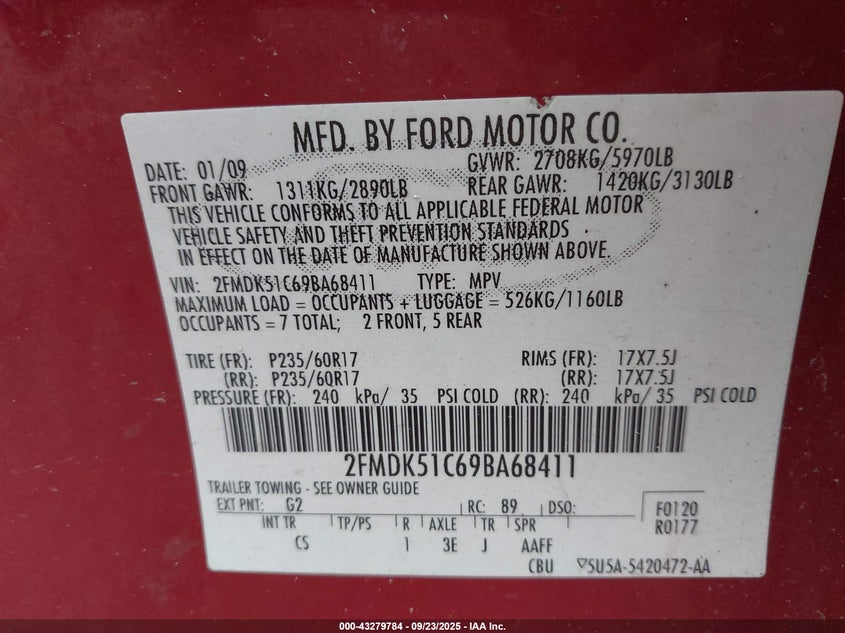 MFD. BY FORD MOTOR CO.
DATE: 01/09 GVWR: 2708KG/5970LB
FRONT GAWR: 1311KG/2890LB REAR GAWR: 1420KG/3130LB
THIS VEHICLE CONFORMS TO ALL APPLICABLE FEDERAL MOTOR
VEHICLE SAFETY AND THEFT PREVENTION STANDARDS
IN EFFECT ON THE DATE OF MANUFACTURE SHOWN ABOVE.
VIN: 2FMDK51C69BA68411 TYPE: MPV
MAXIMUM LOAD = OCCUPANTS + LUGGAGE = 526KG/1160LB
OCCUPANTS = 7 TOTAL; 2 FRONT, 5 REAR
TIRE (FR): P235/60R17 RIMS (FR): 17X7.5J
(RR): P235/60R17 (RR): 17X7.5J
PRESSURE (FR): 240 kPa/ 35 PSI COLD (RR): 240 kPa/ 35 PSI COLD
2FMDK51C69BA68411
TRAILER TOWING - SEE OWNER GUIDE
EXT PNT: G2 RC: 89 DSO: F0120
R0177
INT TR TP/PS R AXLE TR SPR
CS 1 3E J AAFF
CBU 5U5A-5420472-AA
000-43279784 | 09/23/2025 | IAA Inc.